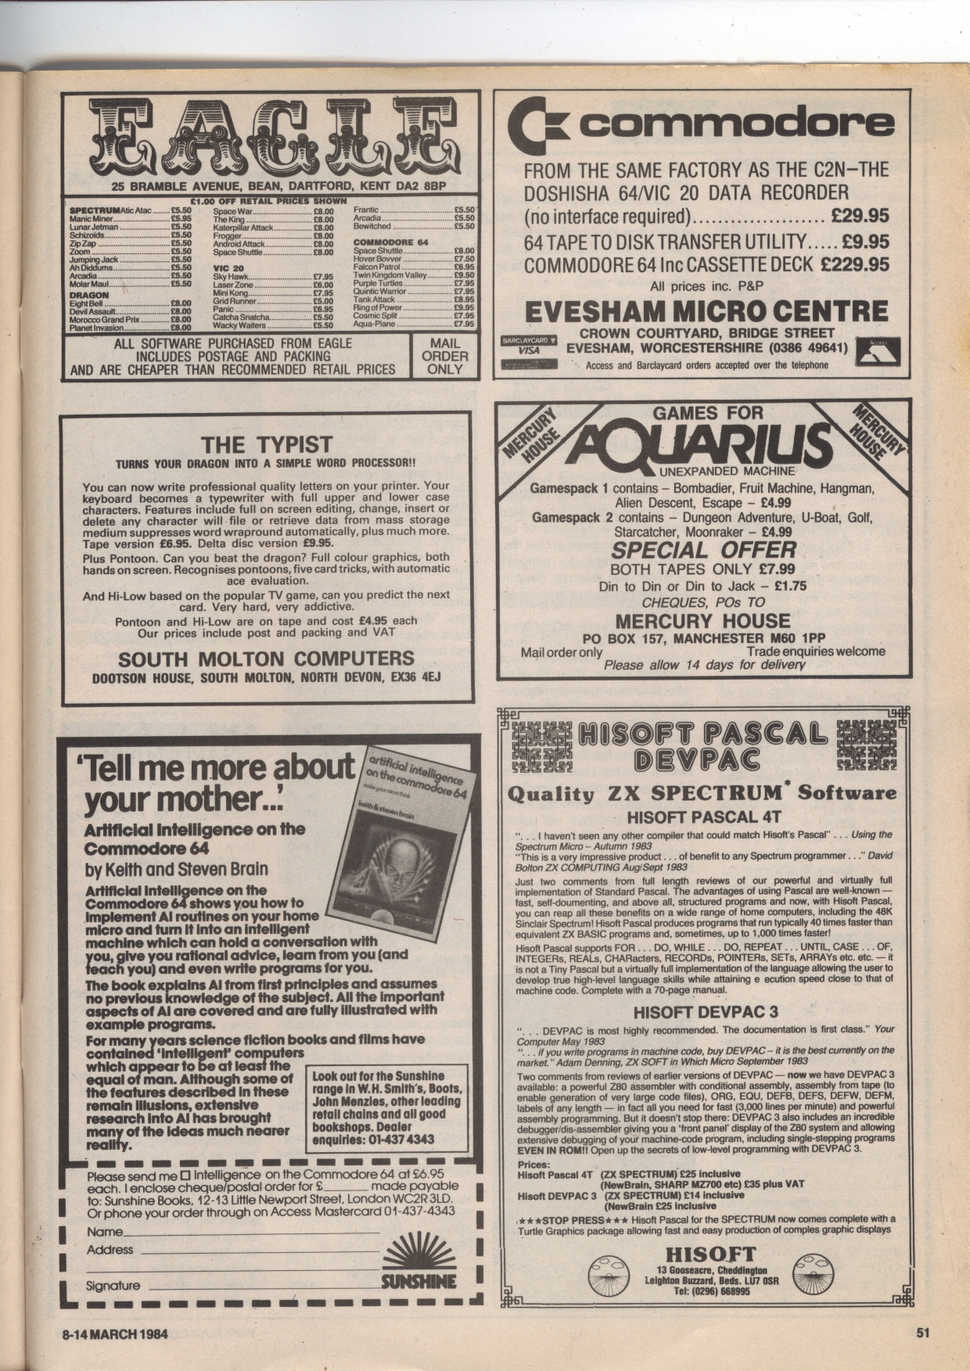 EAGLE
25 BRAMBLE AVENUE, BEAN, DARTFORD, KENT DA2 8BP
£1.00 OFF RETAIL PRICES SHOWN
SPECTRUM Atic Atac ..... £5.50
Manic Miner ..... £5.95
Lunar Jetman ..... £5.50
Schizoids ..... £5.50
Zip Zap ..... £5.50
Zoom ..... £5.50
Jumping Jack ..... £5.50
Ah Diddums ..... £5.50
Arcadia ..... £5.50
Molar Maul ..... £5.50
DRAGON
Eight Bell ..... £8.00
Devil Assault ..... £8.00
Morocco Grand Prix ..... £8.00
Planet Invasion ..... £8.00
Space War ..... £8.00
The King ..... £8.00
Katerpillar Attack ..... £8.00
Frogger ..... £8.00
Android Attack ..... £8.00
Space Shuttle ..... £8.00
VIC 20
Sky Hawk ..... £7.95
Laser Zone ..... £6.00
Mini Kong ..... £7.95
Grid Runner ..... £5.00
Panic ..... £6.95
Catcha Snatcha ..... £5.50
Wacky Waiters ..... £5.50
Frantic ..... £5.50
Arcadia ..... £5.50
Bewitched ..... £5.50
COMMODORE 64
Space Shuttle ..... £8.00
Hover Bovver ..... £7.50
Falcon Patrol ..... £6.95
Twin Kingdom Valley ..... £9.50
Purple Turtles ..... £7.95
Quintic Warrior ..... £7.95
Tank Attack ..... £8.95
Ring of Power ..... £9.95
Cosmic Split ..... £7.95
Aqua-Plane ..... £7.95
ALL SOFTWARE PURCHASED FROM EAGLE
INCLUDES POSTAGE AND PACKING
AND ARE CHEAPER THAN RECOMMENDED RETAIL PRICES
MAIL
ORDER
ONLY
commodore
FROM THE SAME FACTORY AS THE C2N–THE
DOSHISHA 64/VIC 20 DATA RECORDER
(no interface required)..................... £29.95
64 TAPE TO DISK TRANSFER UTILITY..... £9.95
COMMODORE 64 Inc CASSETTE DECK £229.95
All prices inc. P&P
EVESHAM MICRO CENTRE
CROWN COURTYARD, BRIDGE STREET
EVESHAM, WORCESTERSHIRE (0386 49641)
Access and Barclaycard orders accepted over the telephone
BARCLAYCARD
VISA
Access
THE TYPIST
TURNS YOUR DRAGON INTO A SIMPLE WORD PROCESSOR!!
You can now write professional quality letters on your printer. Your
keyboard becomes a typewriter with full upper and lower case
characters. Features include full on screen editing, change, insert or
delete any character will file or retrieve data from mass storage
medium suppresses word wrapround automatically, plus much more.
Tape version £6.95. Delta disc version £9.95.
Plus Pontoon. Can you beat the dragon? Full colour graphics, both
hands on screen. Recognises pontoons, five card tricks, with automatic
ace evaluation.
And Hi-Low based on the popular TV game, can you predict the next
card. Very hard, very addictive.
Pontoon and Hi-Low are on tape and cost £4.95 each
Our prices include post and packing and VAT
SOUTH MOLTON COMPUTERS
DOOTSON HOUSE, SOUTH MOLTON, NORTH DEVON, EX36 4EJ
MERCURY
HOUSE
GAMES FOR
AQUARIUS
UNEXPANDED MACHINE
MERCURY
HOUSE
Gamespack 1 contains – Bombadier, Fruit Machine, Hangman,
Alien Descent, Escape – £4.99
Gamespack 2 contains – Dungeon Adventure, U-Boat, Golf,
Starcatcher, Moonraker – £4.99
SPECIAL OFFER
BOTH TAPES ONLY £7.99
Din to Din or Din to Jack – £1.75
CHEQUES, POs TO
MERCURY HOUSE
PO BOX 157, MANCHESTER M60 1PP
Mail order only Trade enquiries welcome
Please allow 14 days for delivery
'Tell me more about
your mother...'
artificial intelligence
on the commodore 64
make your micro think
keith & steven brain
Artificial Intelligence on the
Commodore 64
by Keith and Steven Brain
Artificial Intelligence on the
Commodore 64 shows you how to
implement AI routines on your home
micro and turn it into an intelligent
machine which can hold a conversation with
you, give you rational advice, learn from you (and
teach you) and even write programs for you.
The book explains AI from first principles and assumes
no previous knowledge of the subject. All the important
aspects of AI are covered and are fully illustrated with
example programs.
For many years science fiction books and films have
contained 'intelligent' computers
which appear to be at least the
equal of man. Although some of
the features described in these
remain illusions, extensive
research into AI has brought
many of the ideas much nearer
reality.
Look out for the Sunshine
range in W.H. Smith's, Boots,
John Menzies, other leading
retail chains and all good
bookshops. Dealer
enquiries: 01-437 4343
Please send me □ Intelligence on the Commodore 64 at £6.95
each. I enclose cheque/postal order for £______ made payable
to: Sunshine Books, 12-13 Little Newport Street, London WC2R 3LD.
Or phone your order through on Access Mastercard 01-437-4343
Name
Address
Signature
SUNSHINE
HISOFT PASCAL
DEVPAC
Quality ZX SPECTRUM* Software
HISOFT PASCAL 4T
". . . I haven't seen any other compiler that could match Hisoft's Pascal" . . . Using the
Spectrum Micro – Autumn 1983
"This is a very impressive product . . . of benefit to any Spectrum programmer . . ." David
Bolton ZX COMPUTING Aug/Sept 1983
Just two comments from full length reviews of our powerful and virtually full
implementation of Standard Pascal. The advantages of using Pascal are well-known —
fast, self-doumenting, and above all, structured programs and now, with Hisoft Pascal,
you can reap all these benefits on a wide range of home computers, including the 48K
Sinclair Spectrum! Hisoft Pascal produces programs that run typically 40 times faster than
equivalent ZX BASIC programs and, sometimes, up to 1,000 times faster!
Hisoft Pascal supports FOR . . . DO, WHILE . . . DO, REPEAT . . . UNTIL, CASE . . . OF,
INTEGERs, REALs, CHARacters, RECORDs, POINTERs, SETs, ARRAYs etc. etc. — it
is not a Tiny Pascal but a virtually full implementation of the language allowing the user to
develop true high-level language skills while attaining e ecution speed close to that of
machine code. Complete with a 70-page manual.
HISOFT DEVPAC 3
". . . DEVPAC is most highly recommended. The documentation is first class." Your
Computer May 1983
". . . if you write programs in machine code, buy DEVPAC – it is the best currently on the
market." Adam Denning, ZX SOFT in Which Micro September 1983
Two comments from reviews of earlier versions of DEVPAC — now we have DEVPAC 3
available: a powerful Z80 assembler with conditional assembly, assembly from tape (to
enable generation of very large code files), ORG, EQU, DEFB, DEFS, DEFW, DEFM,
labels of any length — in fact all you need for fast (3,000 lines per minute) and powerful
assembly programming. But it doesn't stop there: DEVPAC 3 also includes an incredible
debugger/dis-assembler giving you a 'front panel' display of the Z80 system and allowing
extensive debugging of your machine-code program, including single-stepping programs
EVEN IN ROM!! Open up the secrets of low-level programming with DEVPAC 3.
Prices:
Hisoft Pascal 4T (ZX SPECTRUM) £25 inclusive
(NewBrain, SHARP MZ700 etc) £35 plus VAT
Hisoft DEVPAC 3 (ZX SPECTRUM) £14 inclusive
(NewBrain £25 inclusive
★★★STOP PRESS★★★ Hisoft Pascal for the SPECTRUM now comes complete with a
Turtle Graphics package allowing fast and easy production of comples graphic displays
HISOFT
13 Gooseacre, Cheddington
Leighton Buzzard, Beds. LU7 0SR
Tel: (0296) 668995
8-14 MARCH 1984
51